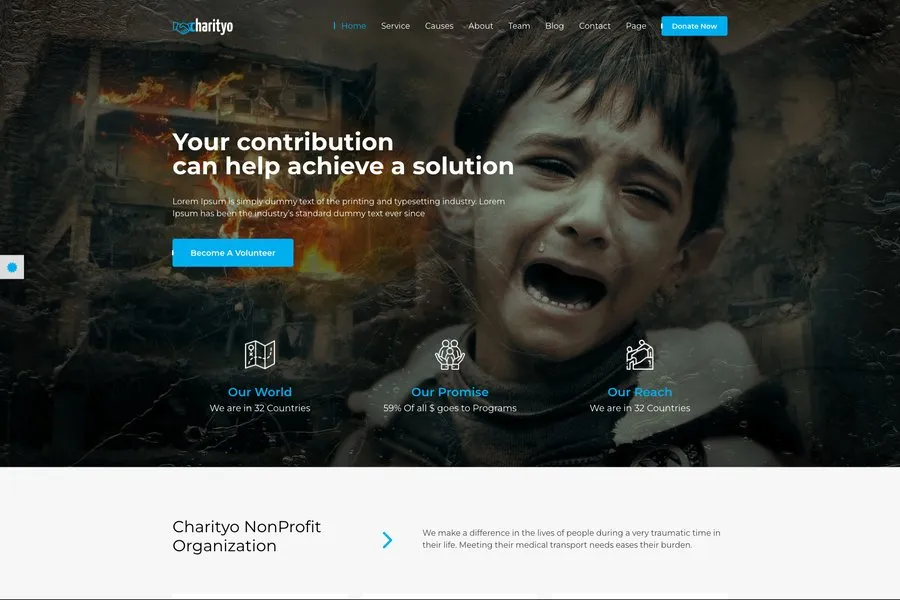 charityo
Home Service Causes About Team Blog Contact Page Donate Now
Your contribution
can help achieve a solution
Lorem Ipsum is simply dummy text of the printing and typesetting industry. Lorem
Ipsum has been the industry's standard dummy text ever since
Become A Volunteer
Our World Our Promise Our Reach
We are in 32 Countries 59% Of all $ goes to Programs We are in 32 Countries
Charityo NonProfit
Organization
We make a difference in the lives of people during a very traumatic time in
their life. Meeting their medical transport needs eases their burden.